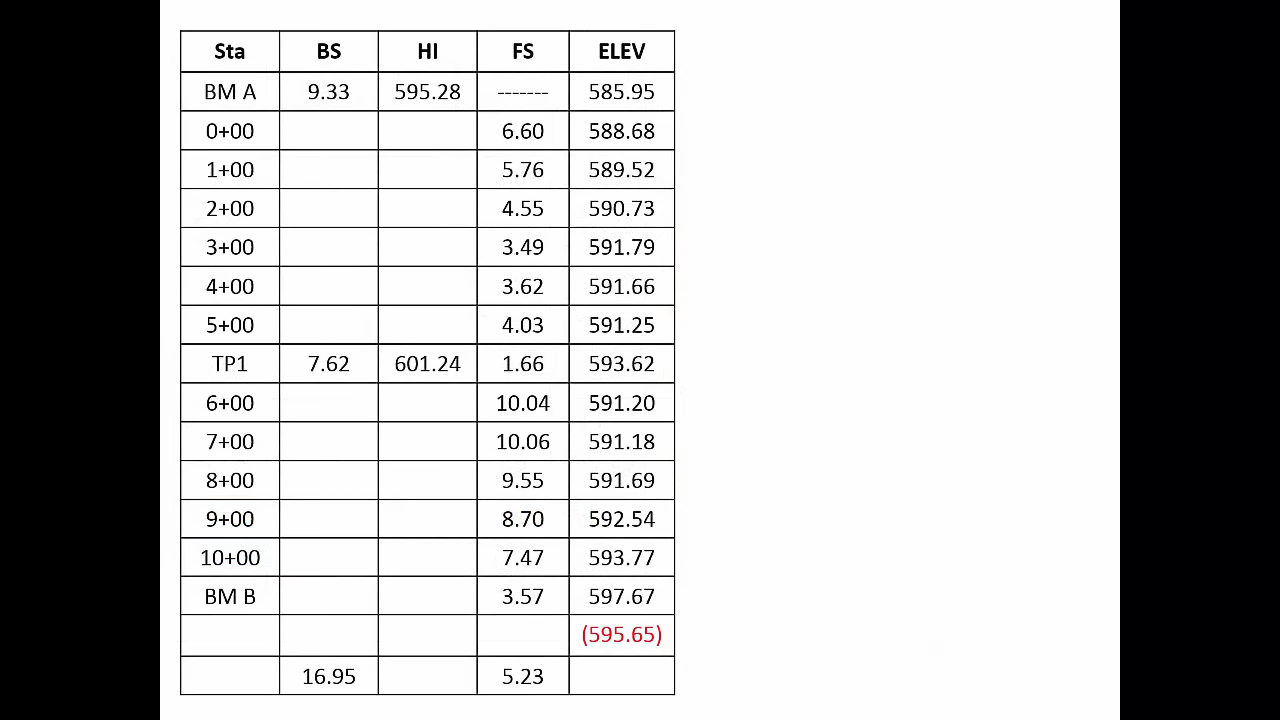 Sta BS HI FS ELEV
BM A 9.33 595.28 ------- 585.95
0+00 6.60 588.68
1+00 5.76 589.52
2+00 4.55 590.73
3+00 3.49 591.79
4+00 3.62 591.66
5+00 4.03 591.25
TP1 7.62 601.24 1.66 593.62
6+00 10.04 591.20
7+00 10.06 591.18
8+00 9.55 591.69
9+00 8.70 592.54
10+00 7.47 593.77
BM B 3.57 597.67
(595.65)
16.95 5.23